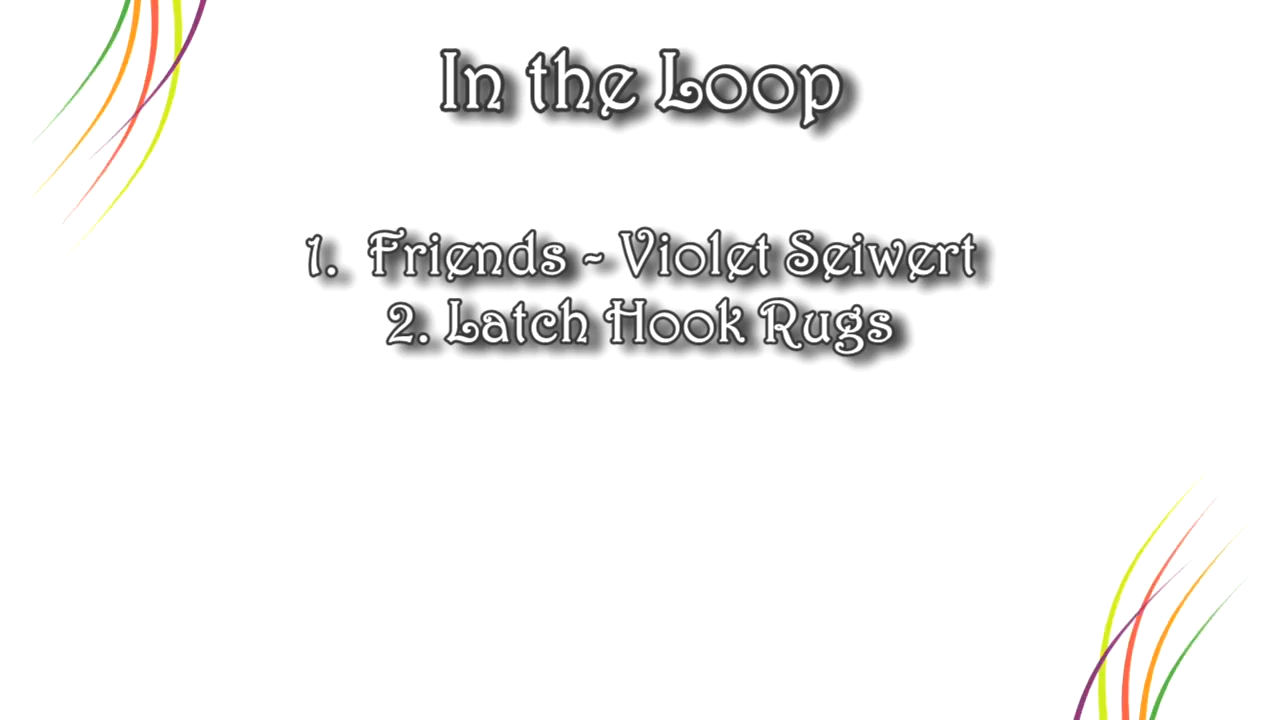 In the Loop
1. Friends ~ Violet Seiwert
2. Latch Hook Rugs